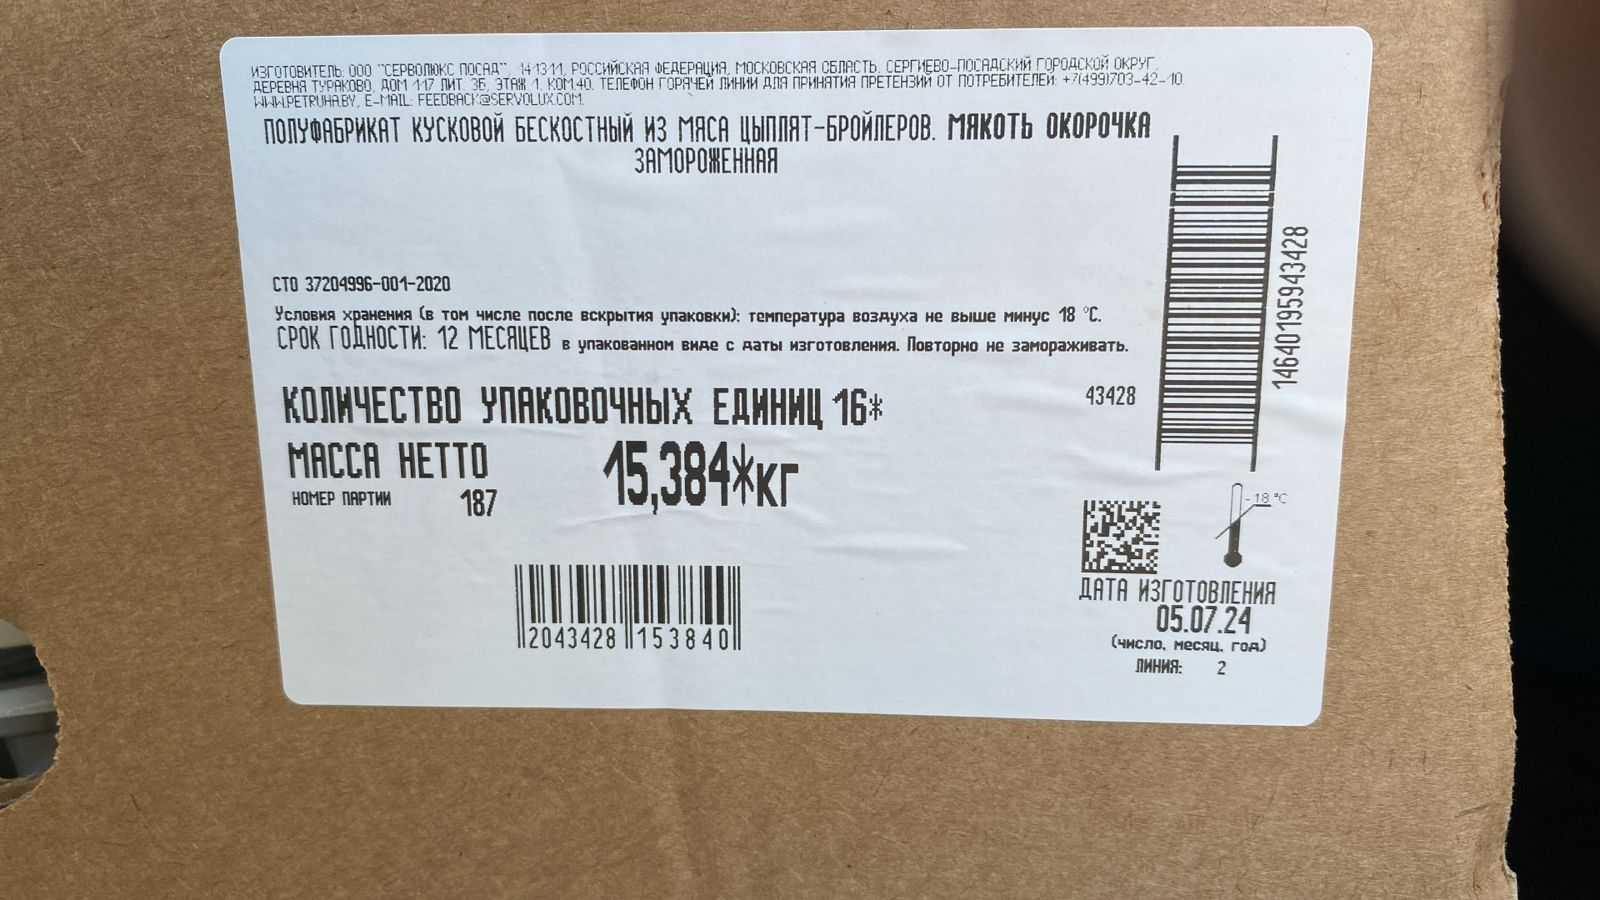 ИЗГОТОВИТЕЛЬ: ООО "СЕРВОЛЮКС ПОСАД", 141311, РОССИЙСКАЯ ФЕДЕРАЦИЯ, МОСКОВСКАЯ ОБЛАСТЬ, СЕРГИЕВО-ПОСАДСКИЙ ГОРОДСКОЙ ОКРУГ,
ДЕРЕВНЯ ТУРАКОВО, ДОМ 117 ЛИТ. 3Б, ЭТАЖ 1, КОМ.40. ТЕЛЕФОН ГОРЯЧЕЙ ЛИНИИ ДЛЯ ПРИНЯТИЯ ПРЕТЕНЗИЙ ОТ ПОТРЕБИТЕЛЕЙ: +7(499)703-42-10.
WWW.PETRUHA.BY, E-MAIL: FEEDBACK@SERVOLUX.COM.
ПОЛУФАБРИКАТ КУСКОВОЙ БЕСКОСТНЫЙ ИЗ МЯСА ЦЫПЛЯТ-БРОЙЛЕРОВ. МЯКОТЬ ОКОРОЧКА
ЗАМОРОЖЕННАЯ
СТО 37204996-001-2020
Условия хранения (в том числе после вскрытия упаковки): температура воздуха не выше минус 18 °С.
СРОК ГОДНОСТИ: 12 МЕСЯЦЕВ в упакованном виде с даты изготовления. Повторно не замораживать.
КОЛИЧЕСТВО УПАКОВОЧНЫХ ЕДИНИЦ 16*
43428
14640195943428
МАССА НЕТТО 15,384*кг
НОМЕР ПАРТИИ 187
-18 °С
2043428 153840
ДАТА ИЗГОТОВЛЕНИЯ
05.07.24
(число, месяц, год)
ЛИНИЯ: 2